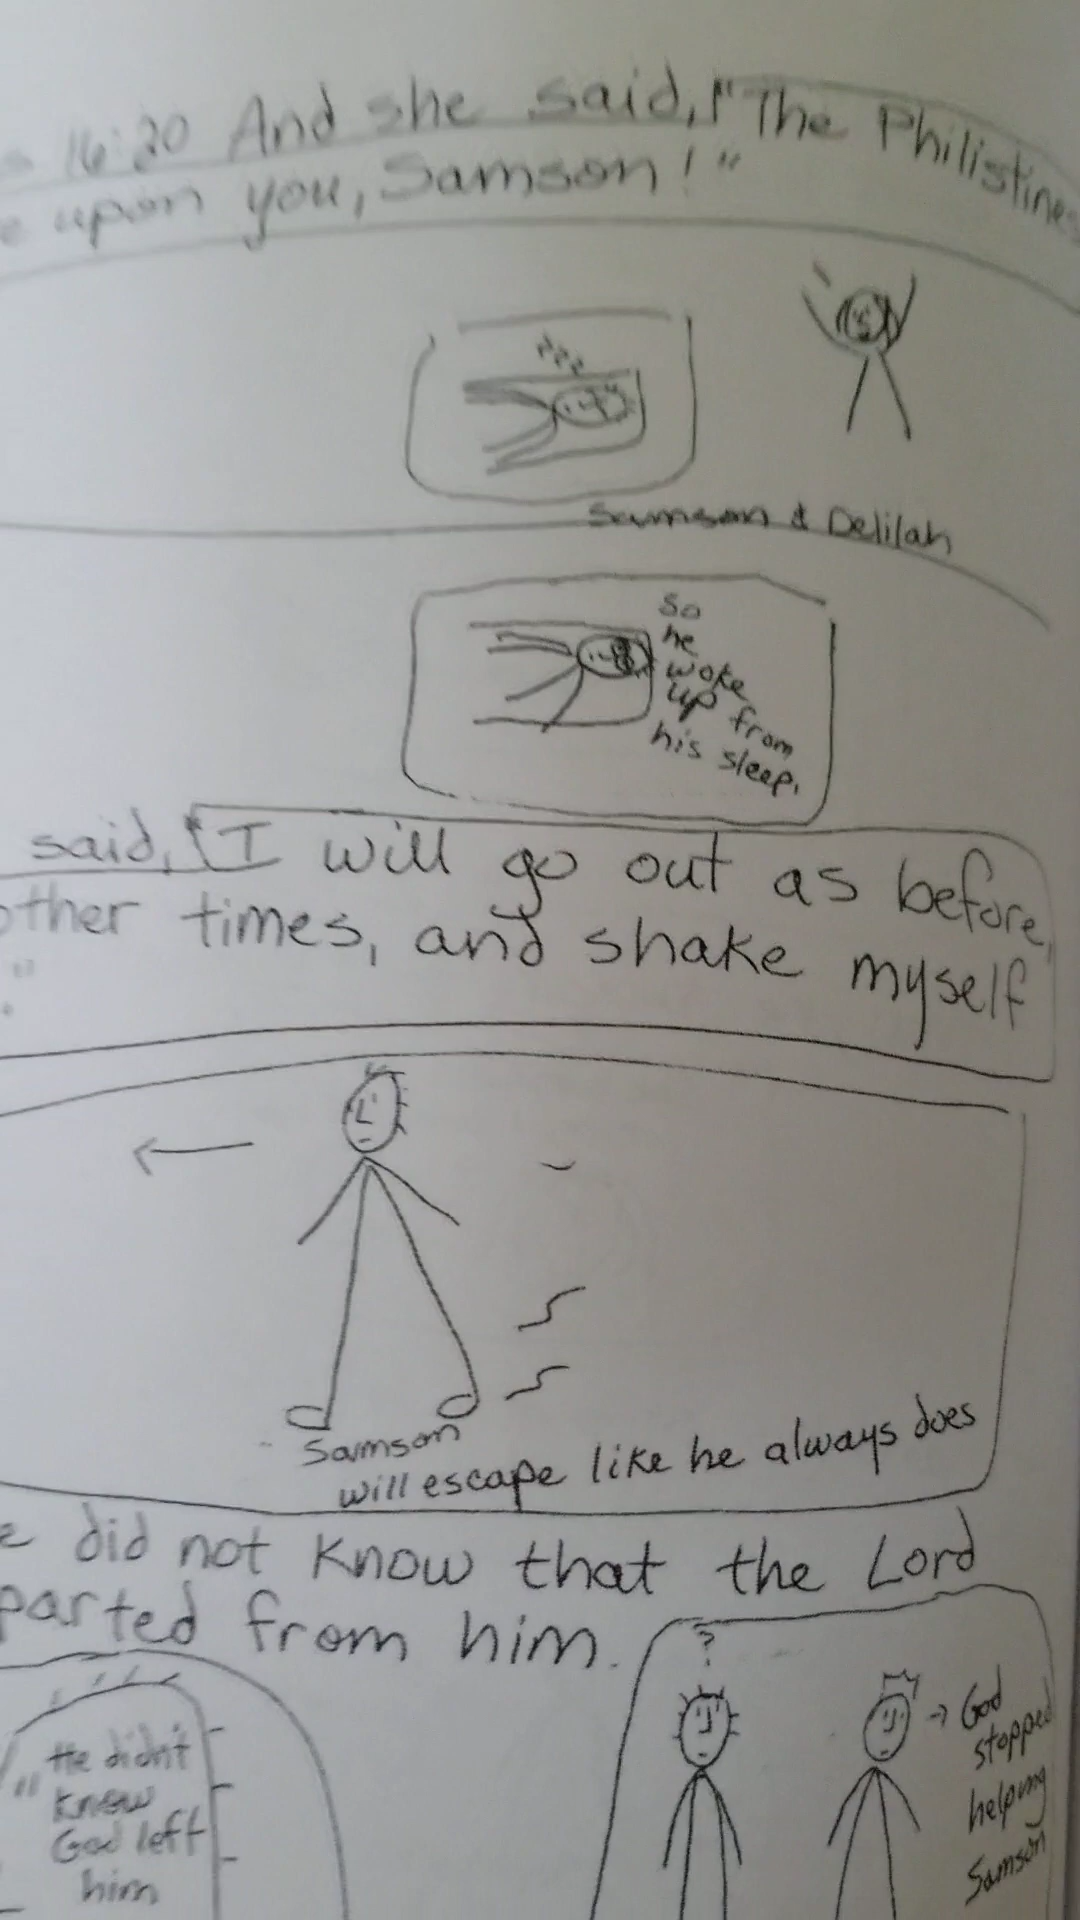 16:20 And she said, "The Philistines
upon you, Samson!"
zzz
Samson & Delilah
So
he
woke
up from
his sleep.
said, "I will go out as before,
other times, and shake myself
"
Samson
will escape like he always does
did not know that the Lord
parted from him.
?
"He didn't
know
God left
him
→ God
stopped
helping
Samson